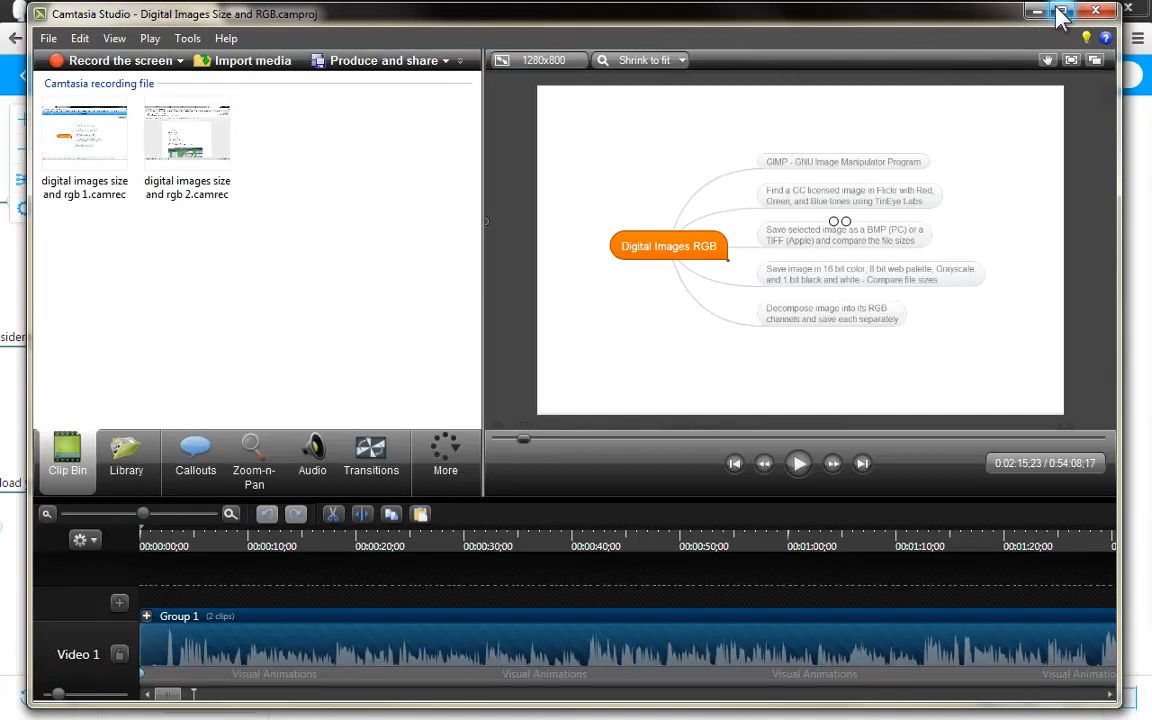 Camtasia Studio - Digital Images Size and RGB.camproj
File Edit View Play Tools Help
Record the screen Import media Produce and share
1280x800 Shrink to fit
Camtasia recording file
digital images size
and rgb 1.camrec
digital images size
and rgb 2.camrec
GIMP - GNU Image Manipulator Program
Find a CC licensed image in Flickr with Red,
Green, and Blue tones using TinEye Labs
Digital Images RGB
Save selected image as a BMP (PC) or a
TIFF (Apple) and compare the file sizes
Save image in 16 bit color, 8 bit web palette, Grayscale,
and 1 bit black and white - Compare file sizes
Decompose image into its RGB
channels and save each separately
sider
load
Clip Bin Library Callouts Zoom-n-
Pan Audio Transitions More
0:02:15;23 / 0:54:08;17
00:00:00;00 00:00:10;00 00:00:20;00 00:00:30;00 00:00:40;00 00:00:50;00 00:01:00;00 00:01:10;00 00:01:20;00
Group 1 (2 clips)
Video 1
Visual Animations Visual Animations Visual Animations Visual Animatio